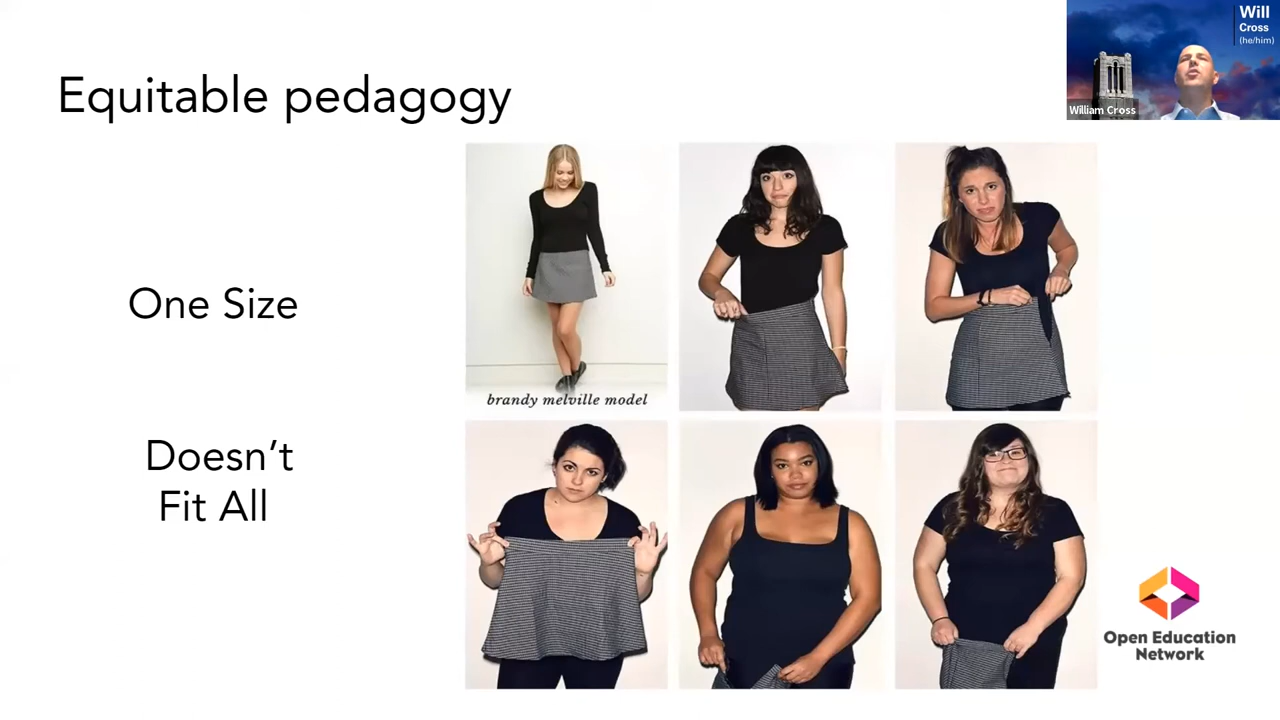 Equitable pedagogy
Will
Cross
(he/him)
William Cross
brandy melville model
One Size
Doesn’t
Fit All
Open Education
Network